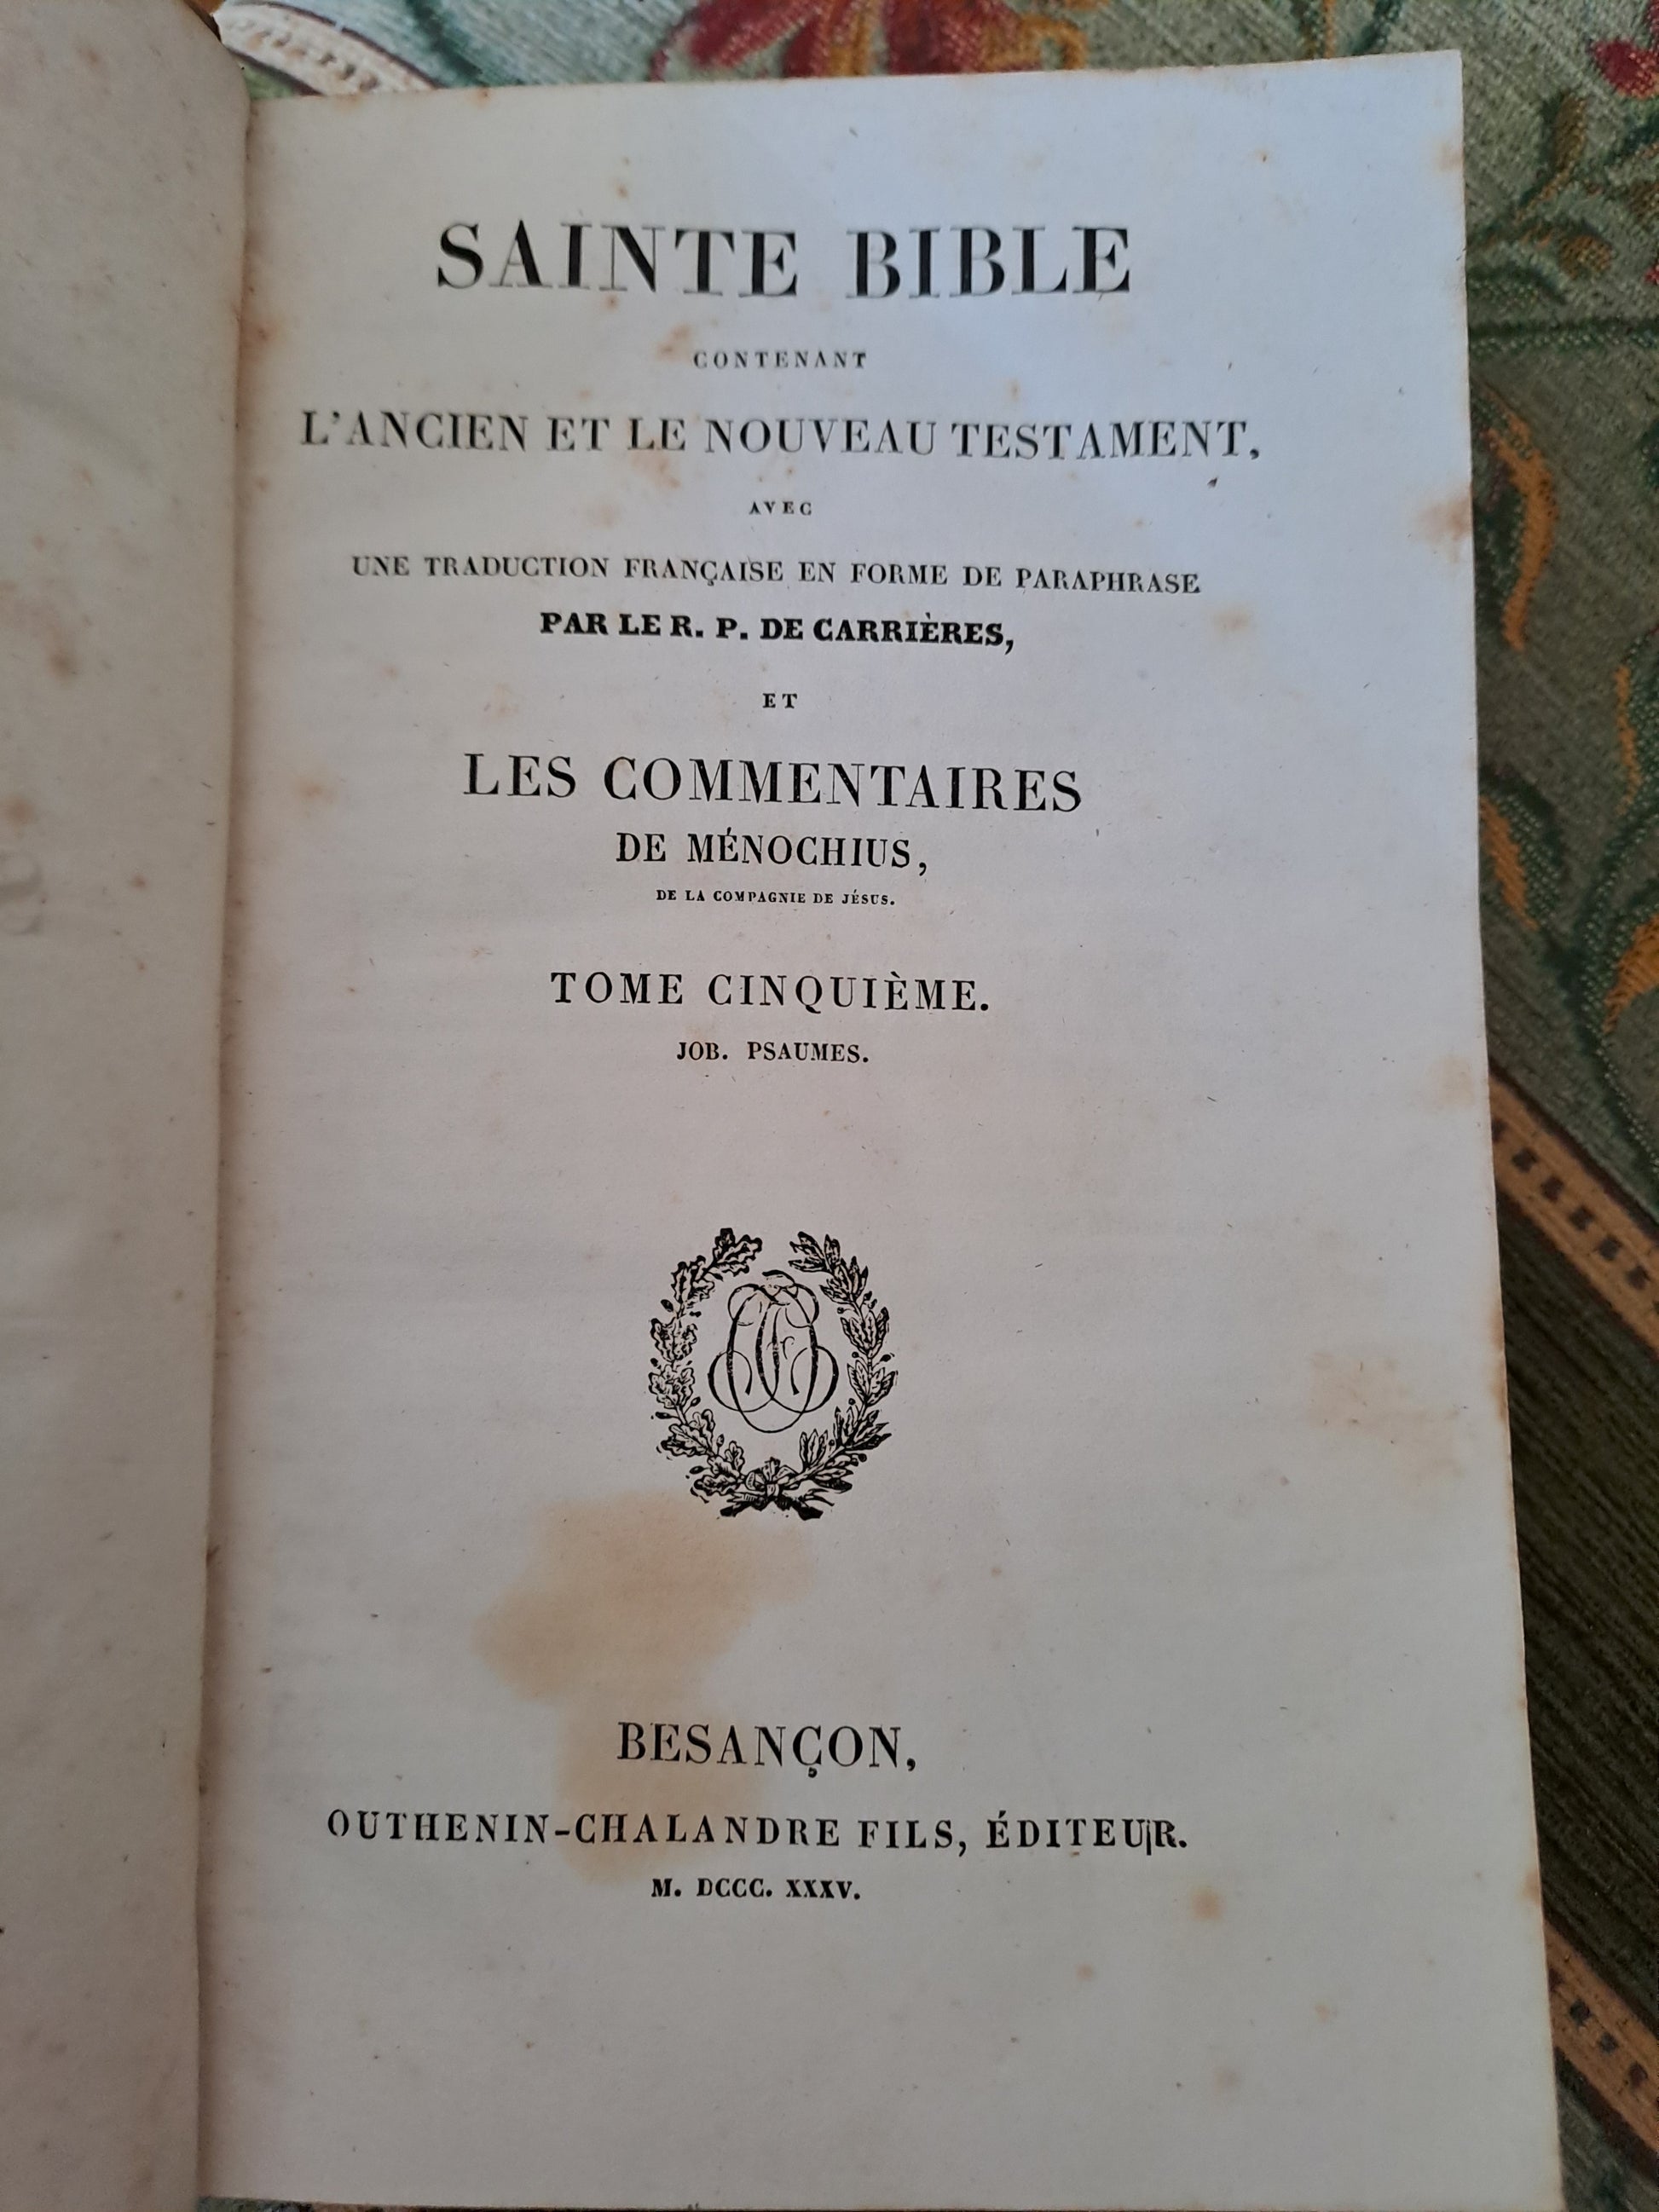 SAINTE BIBLE
CONTENANT
L'ANCIEN ET LE NOUVEAU TESTAMENT,
AVEC
UNE TRADUCTION FRANÇAISE EN FORME DE PARAPHRASE
PAR LE R. P. DE CARRIÈRES,
ET
LES COMMENTAIRES
DE MÉNOCHIUS,
DE LA COMPAGNIE DE JÉSUS.
TOME CINQUIÈME.
JOB. PSAUMES.
BESANÇON,
OUTHENIN-CHALANDRE FILS, ÉDITEUR.
M. DCCC. XXXV.